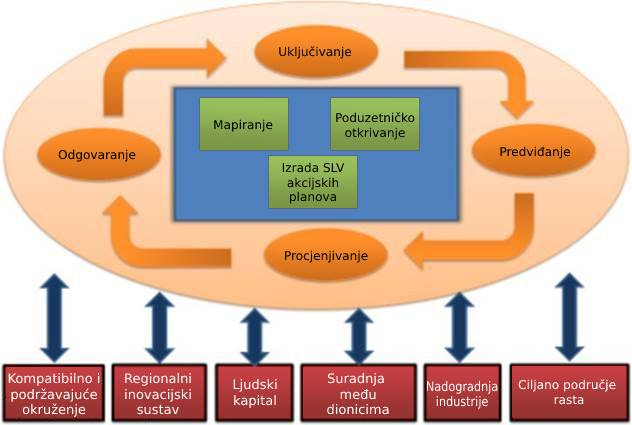 Uključivanje
Mapiranje
Poduzetničko
otkrivanje
Odgovaranje
Predviđanje
Izrada SLV
akcijskih
planova
Procjenjivanje
Kompatibilno i
podržavajuće
okruženje
Regionalni
inovacijski
sustav
Ljudski
kapital
Suradnja
među
dionicima
Nadogradnja
industrije
Ciljano područje
rasta